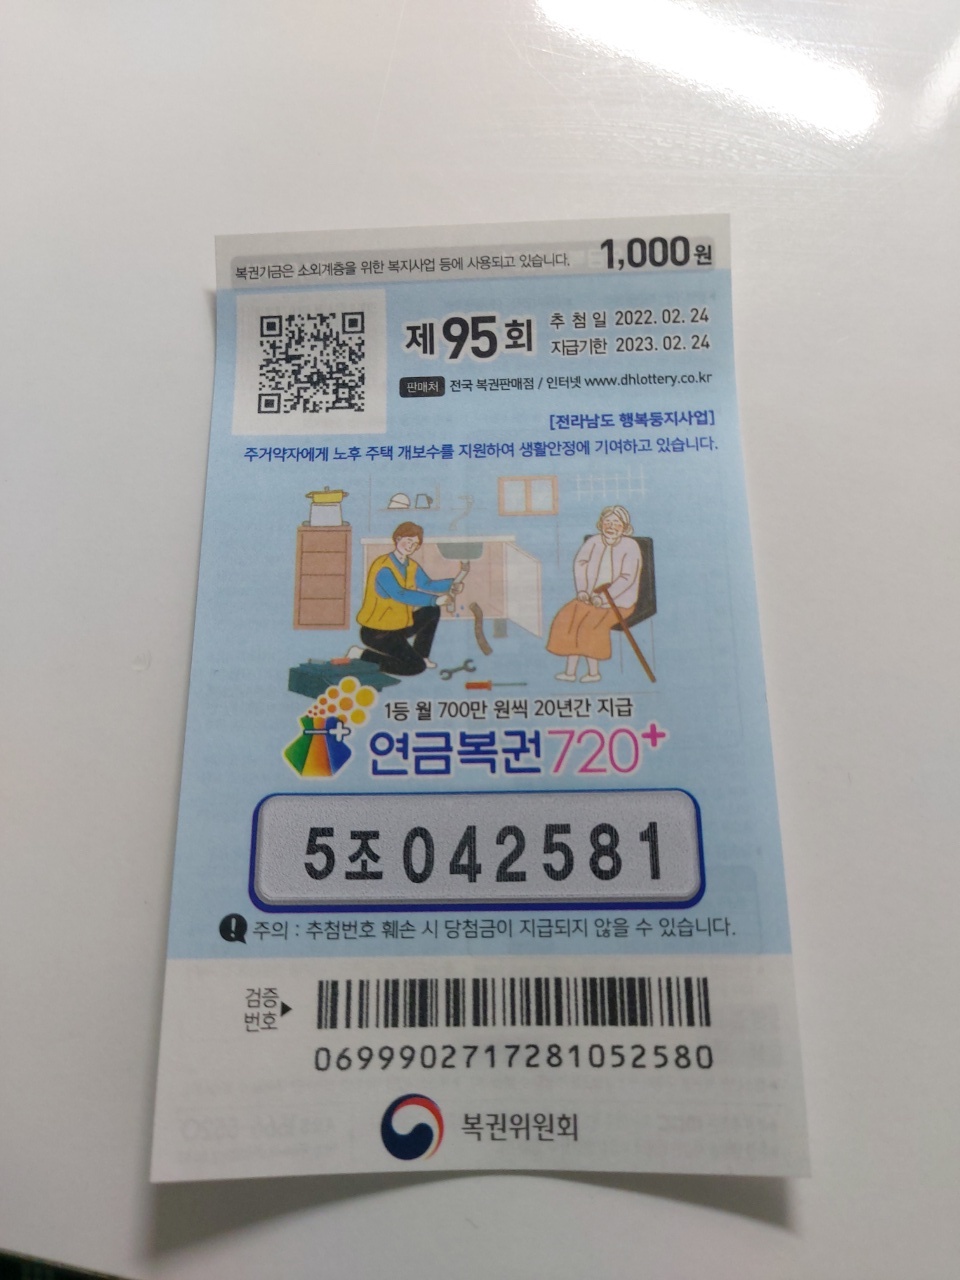 복권기금은 소외계층을 위한 복지사업 등에 사용되고 있습니다. 1,000원
제95회
추 첨 일 2022. 02. 24
지급기한 2023. 02. 24
판매처 전국 복권판매점 / 인터넷 www.dhlottery.co.kr
[전라남도 행복둥지사업]
주거약자에게 노후 주택 개보수를 지원하여 생활안정에 기여하고 있습니다.
1등 월 700만 원씩 20년간 지급
연금복권720+
5조042581
주의 : 추첨번호 훼손 시 당첨금이 지급되지 않을 수 있습니다.
검증
번호
0699902717281052580
복권위원회